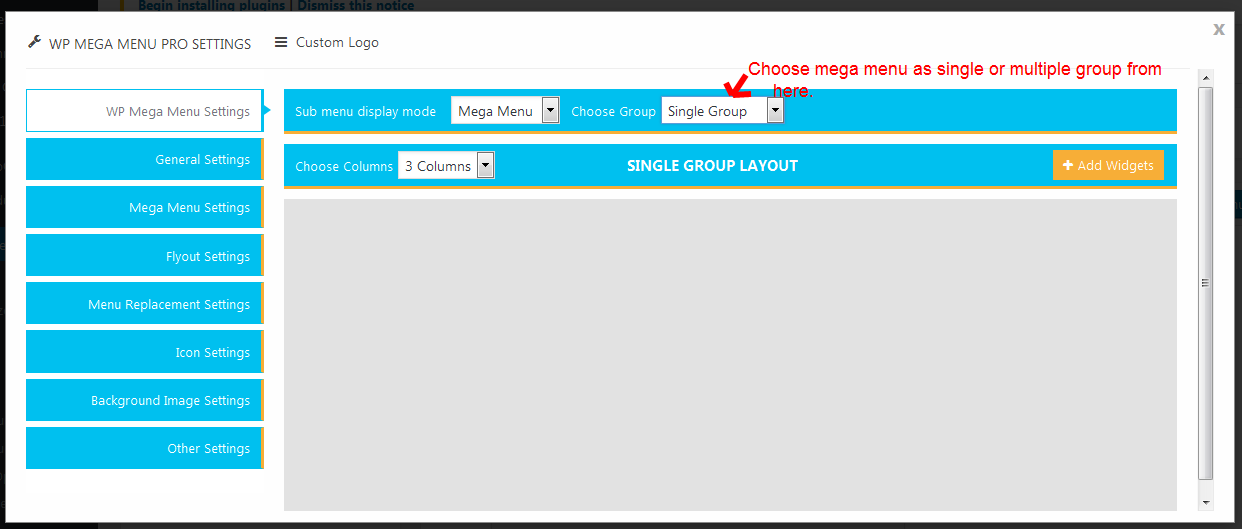 Begin installing plugins | Dismiss this notice
x
WP MEGA MENU PRO SETTINGS Custom Logo
Choose mega menu as single or multiple group from
here.
WP Mega Menu Settings
Sub menu display mode Mega Menu Choose Group Single Group
General Settings
Choose Columns 3 Columns SINGLE GROUP LAYOUT + Add Widgets
Mega Menu Settings
Flyout Settings
Menu Replacement Settings
Icon Settings
Background Image Settings
Other Settings